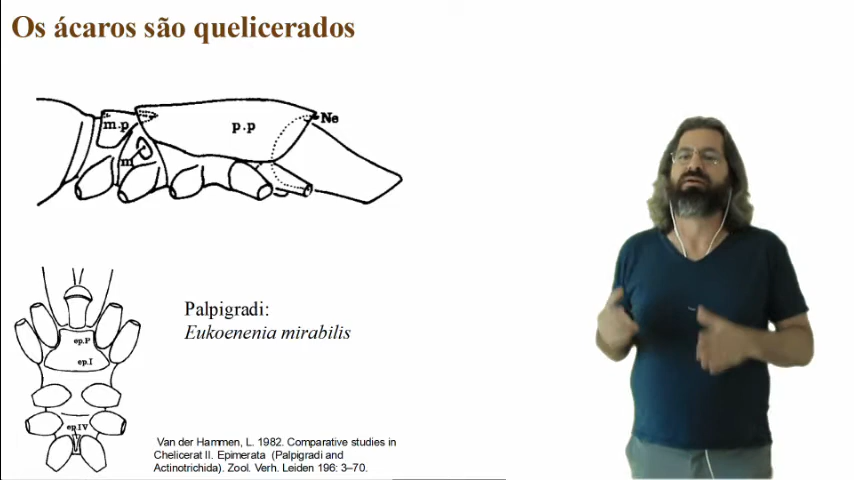 Os ácaros são quelicerados
m.p
p.p
Ne
m
Palpigradi:
Eukoenenia mirabilis
ep.P
ep.I
ep.IV
Van der Hammen, L. 1982. Comparative studies in
Chelicerat II. Epimerata (Palpigradi and
Actinotrichida). Zool. Verh. Leiden 196: 3–70.